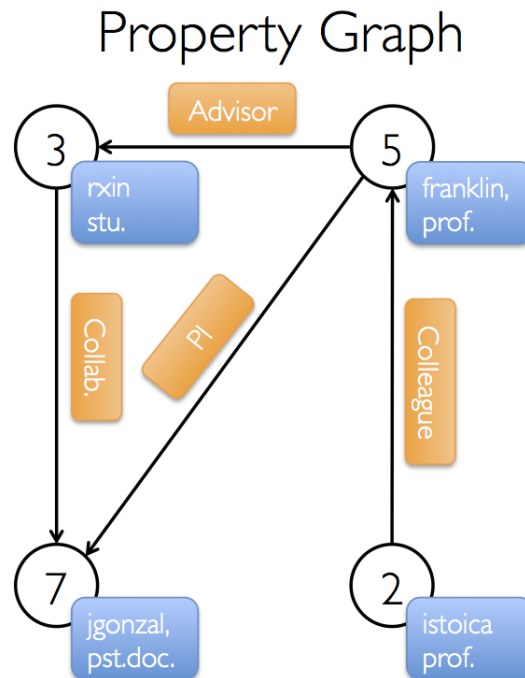 Property Graph
Advisor
3
5
rxin
stu.
franklin,
prof.
Collab.
PI
Colleague
7
2
jgonzal,
pst.doc.
istoica
prof.